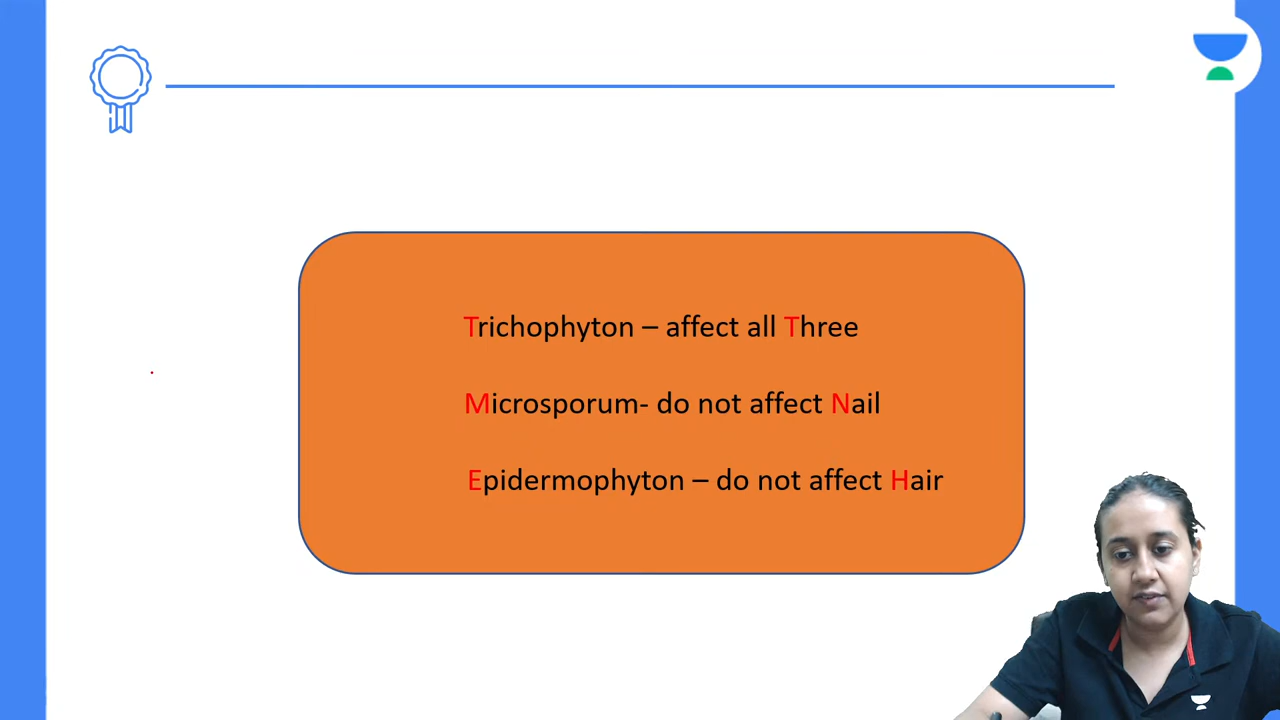 Trichophyton – affect all Three
Microsporum- do not affect Nail
Epidermophyton – do not affect Hair